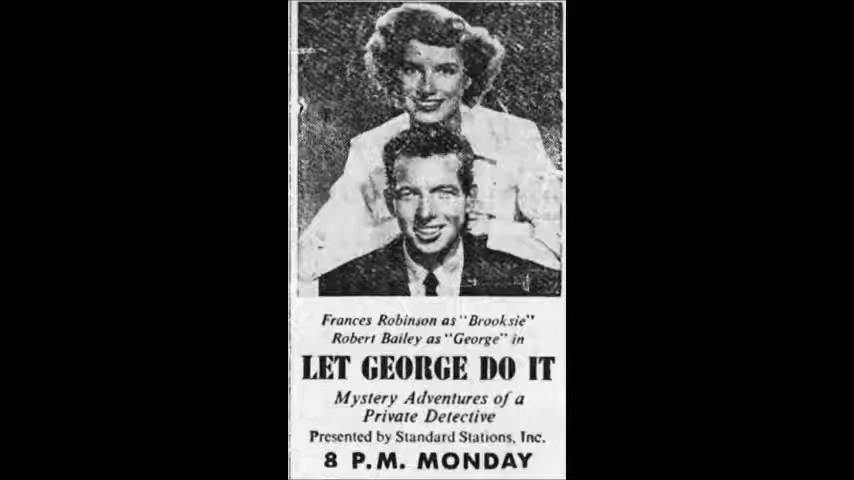 Frances Robinson as "Brooksie"
Robert Bailey as "George" in
LET GEORGE DO IT
Mystery Adventures of a
Private Detective
Presented by Standard Stations, Inc.
8 P.M. MONDAY